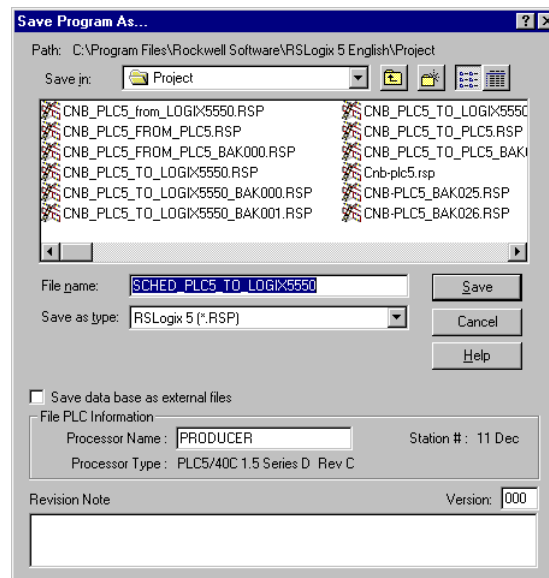 Save Program As...
Path: C:\Program Files\Rockwell Software\RSLogix 5 English\Project
Save in: Project
CNB_PLC5_from_LOGIX5550.RSP
CNB_PLC5_FROM_PLC5.RSP
CNB_PLC5_FROM_PLC5_BAK000.RSP
CNB_PLC5_TO_LOGIX5550.RSP
CNB_PLC5_TO_LOGIX5550_BAK000.RSP
CNB_PLC5_TO_LOGIX5550_BAK001.RSP
CNB_PLC5_TO_LOGIX555
CNB_PLC5_TO_PLC5.RSP
CNB_PLC5_TO_PLC5_BAK
Cnb-plc5.rsp
CNB-PLC5_BAK025.RSP
CNB-PLC5_BAK026.RSP
File name: SCHED_PLC5_TO_LOGIX5550 Save
Save as type: RSLogix 5 (*.RSP) Cancel
Help
Save data base as external files
File PLC Information
Processor Name : PRODUCER Station # : 11 Dec
Processor Type : PLC5/40C 1.5 Series D Rev C
Revision Note Version: 000